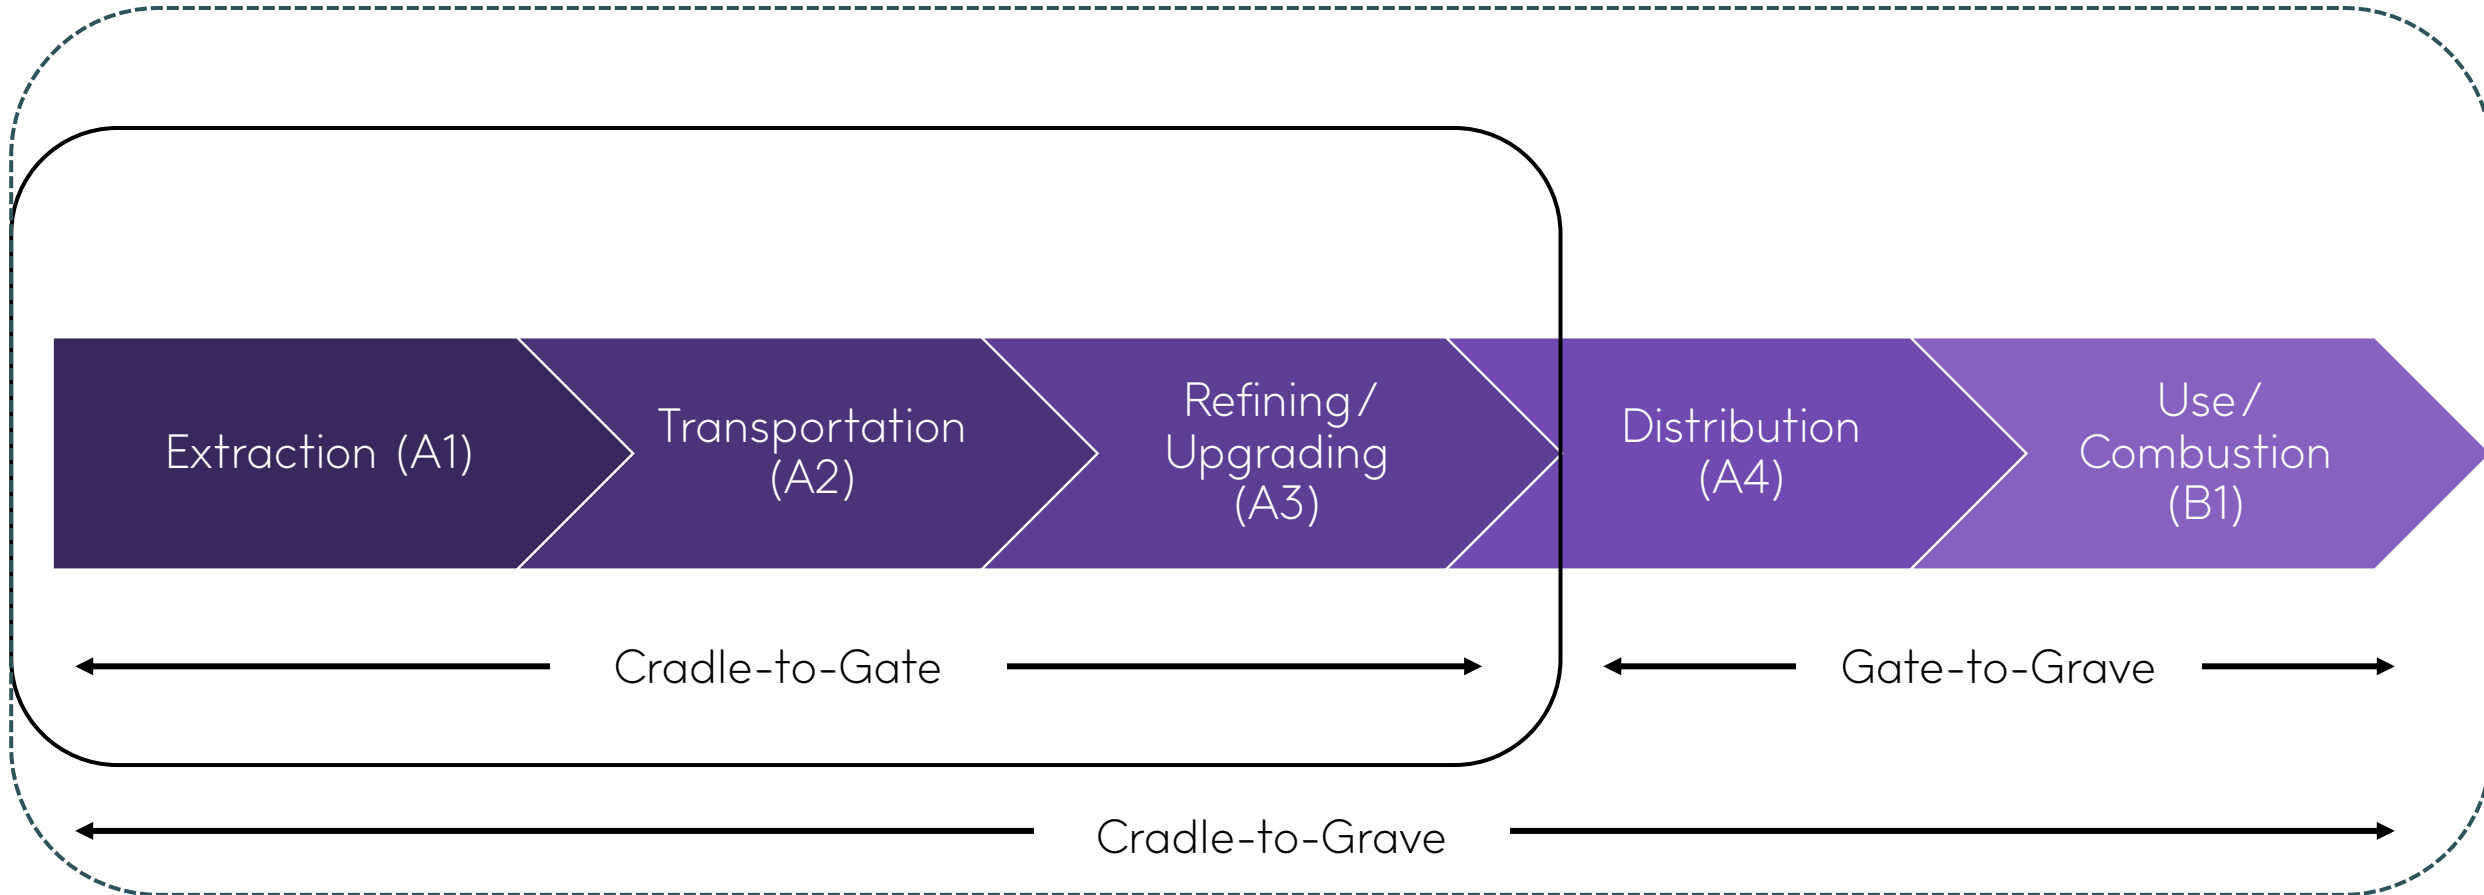 Extraction (A1)
Transportation
(A2)
Refining/
Upgrading
(A3)
Distribution
(A4)
Use/
Combustion
(B1)
Cradle-to-Gate
Gate-to-Grave
Cradle-to-Grave